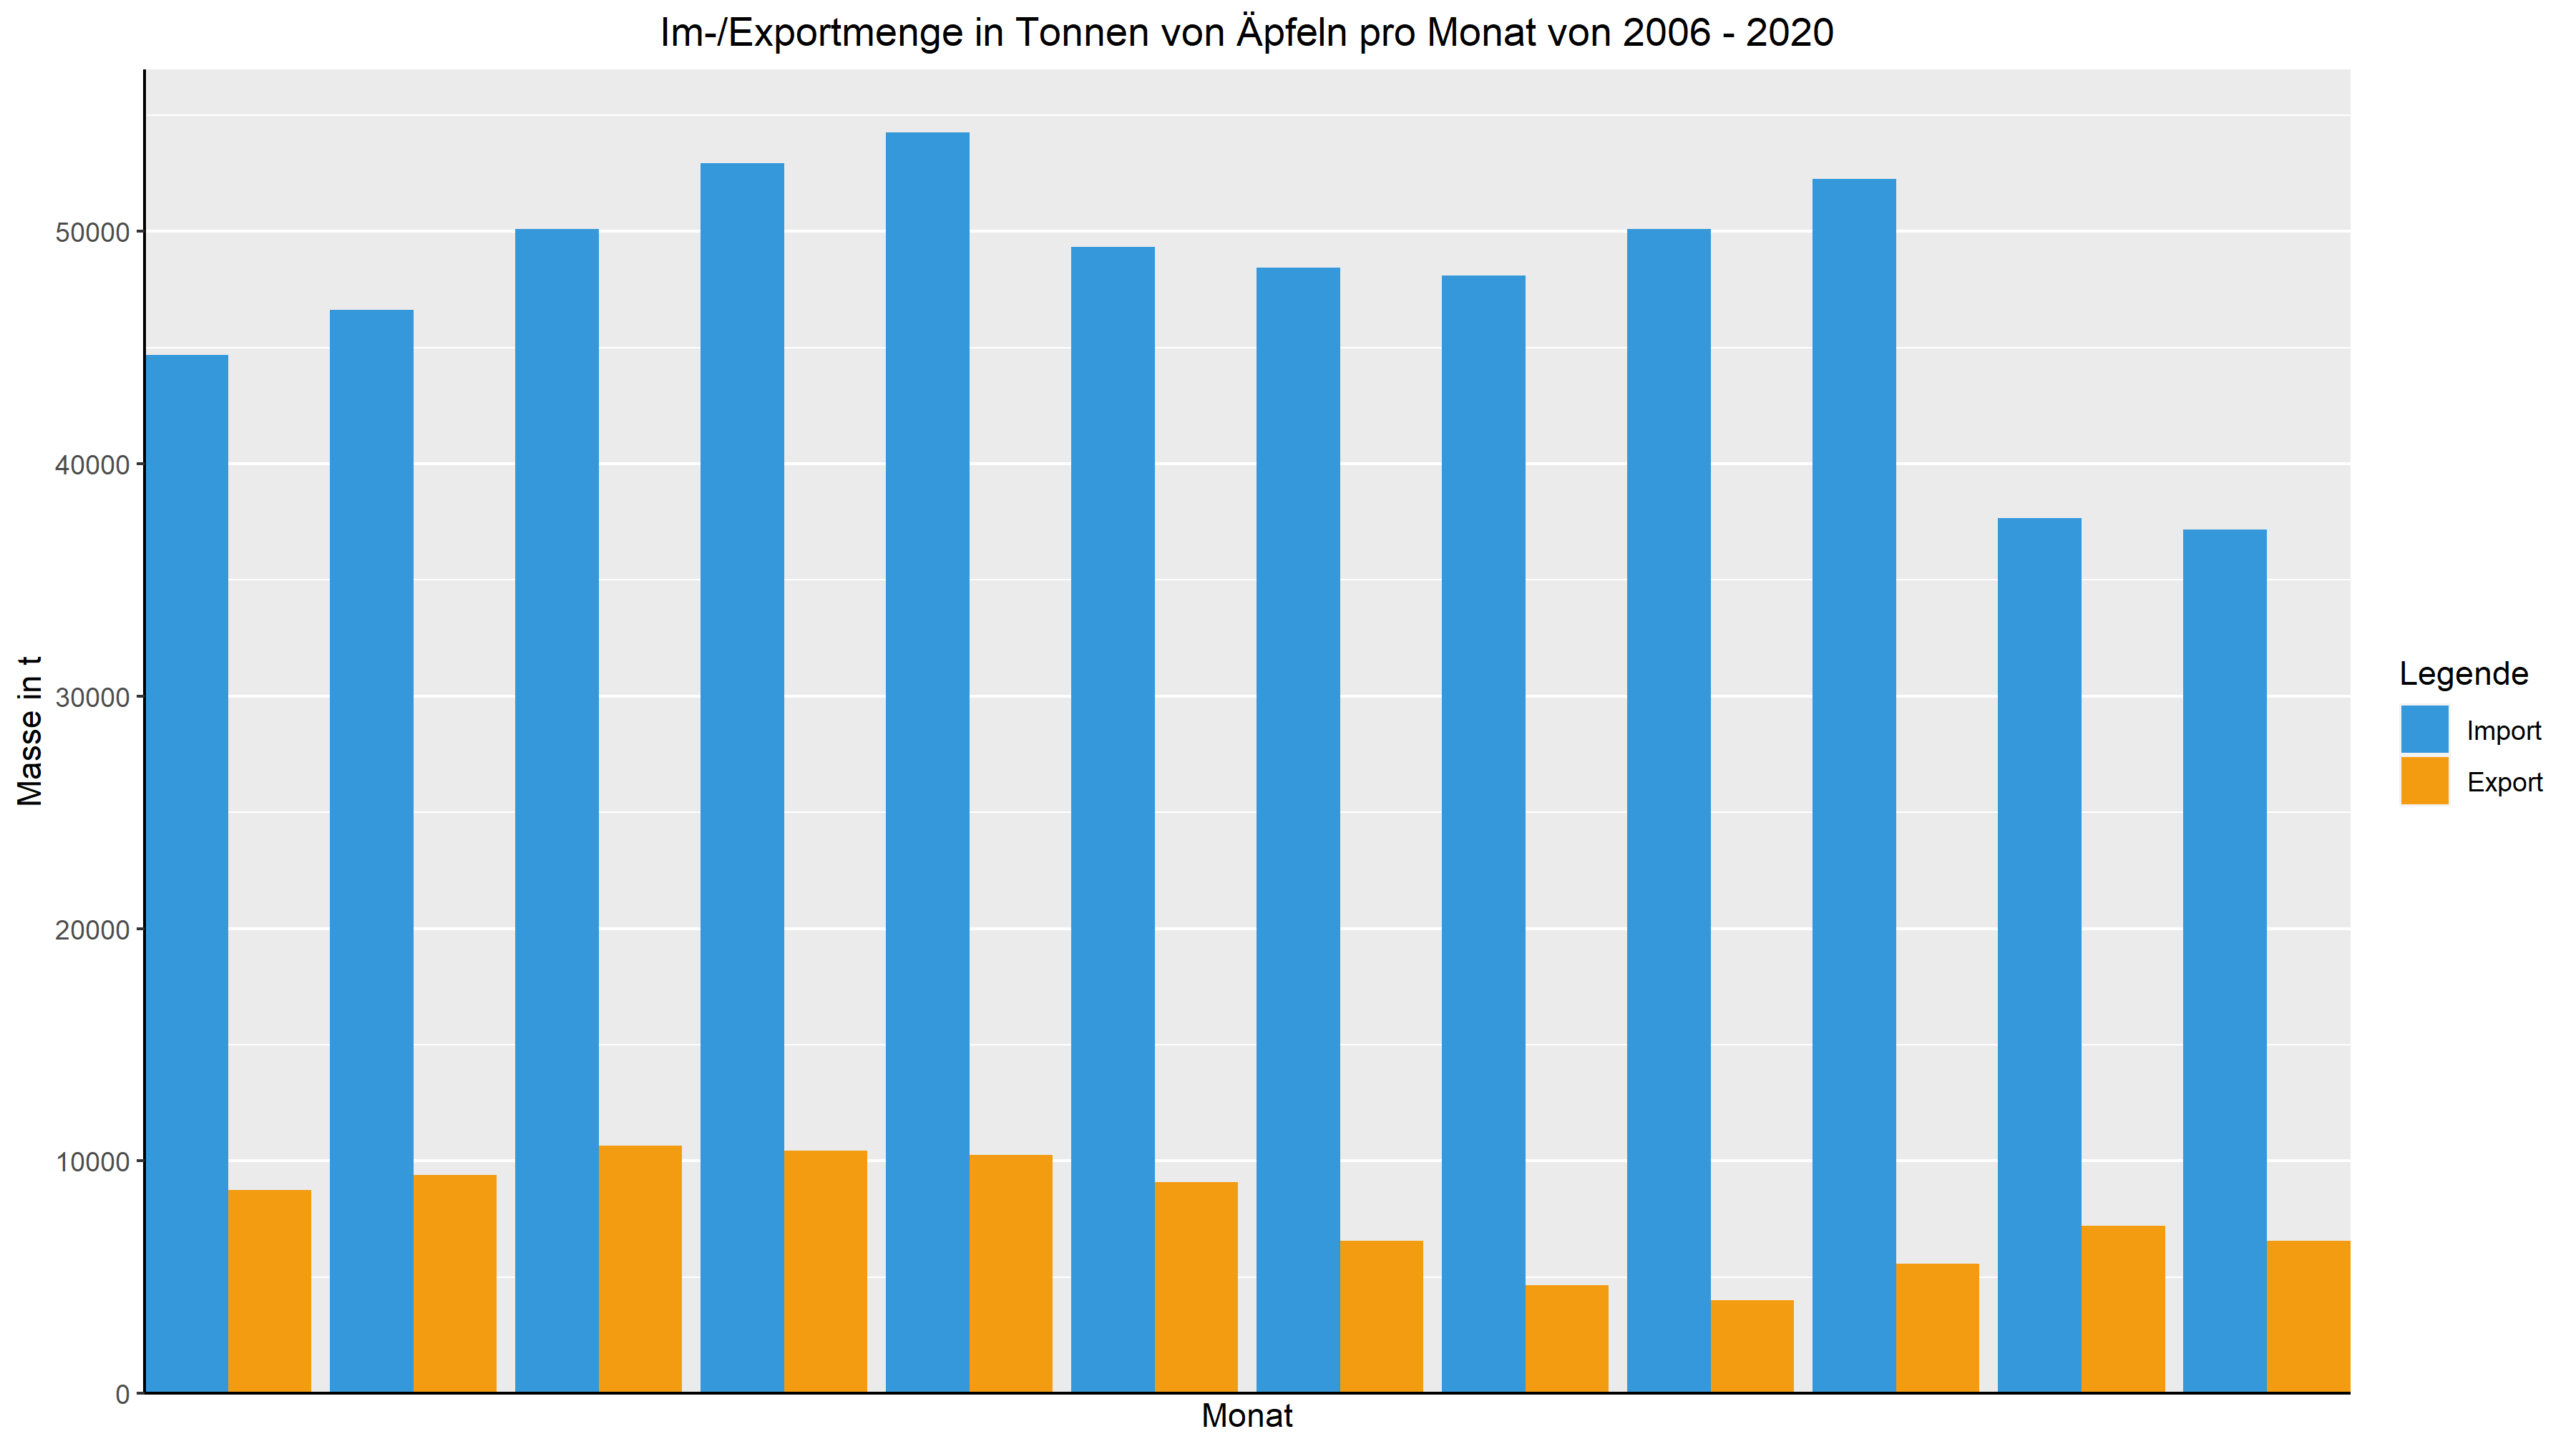 Im-/Exportmenge in Tonnen von Äpfeln pro Monat von 2006 - 2020
Masse in t
50000
40000
30000
20000
10000
0
Monat
Legende
Import
Export